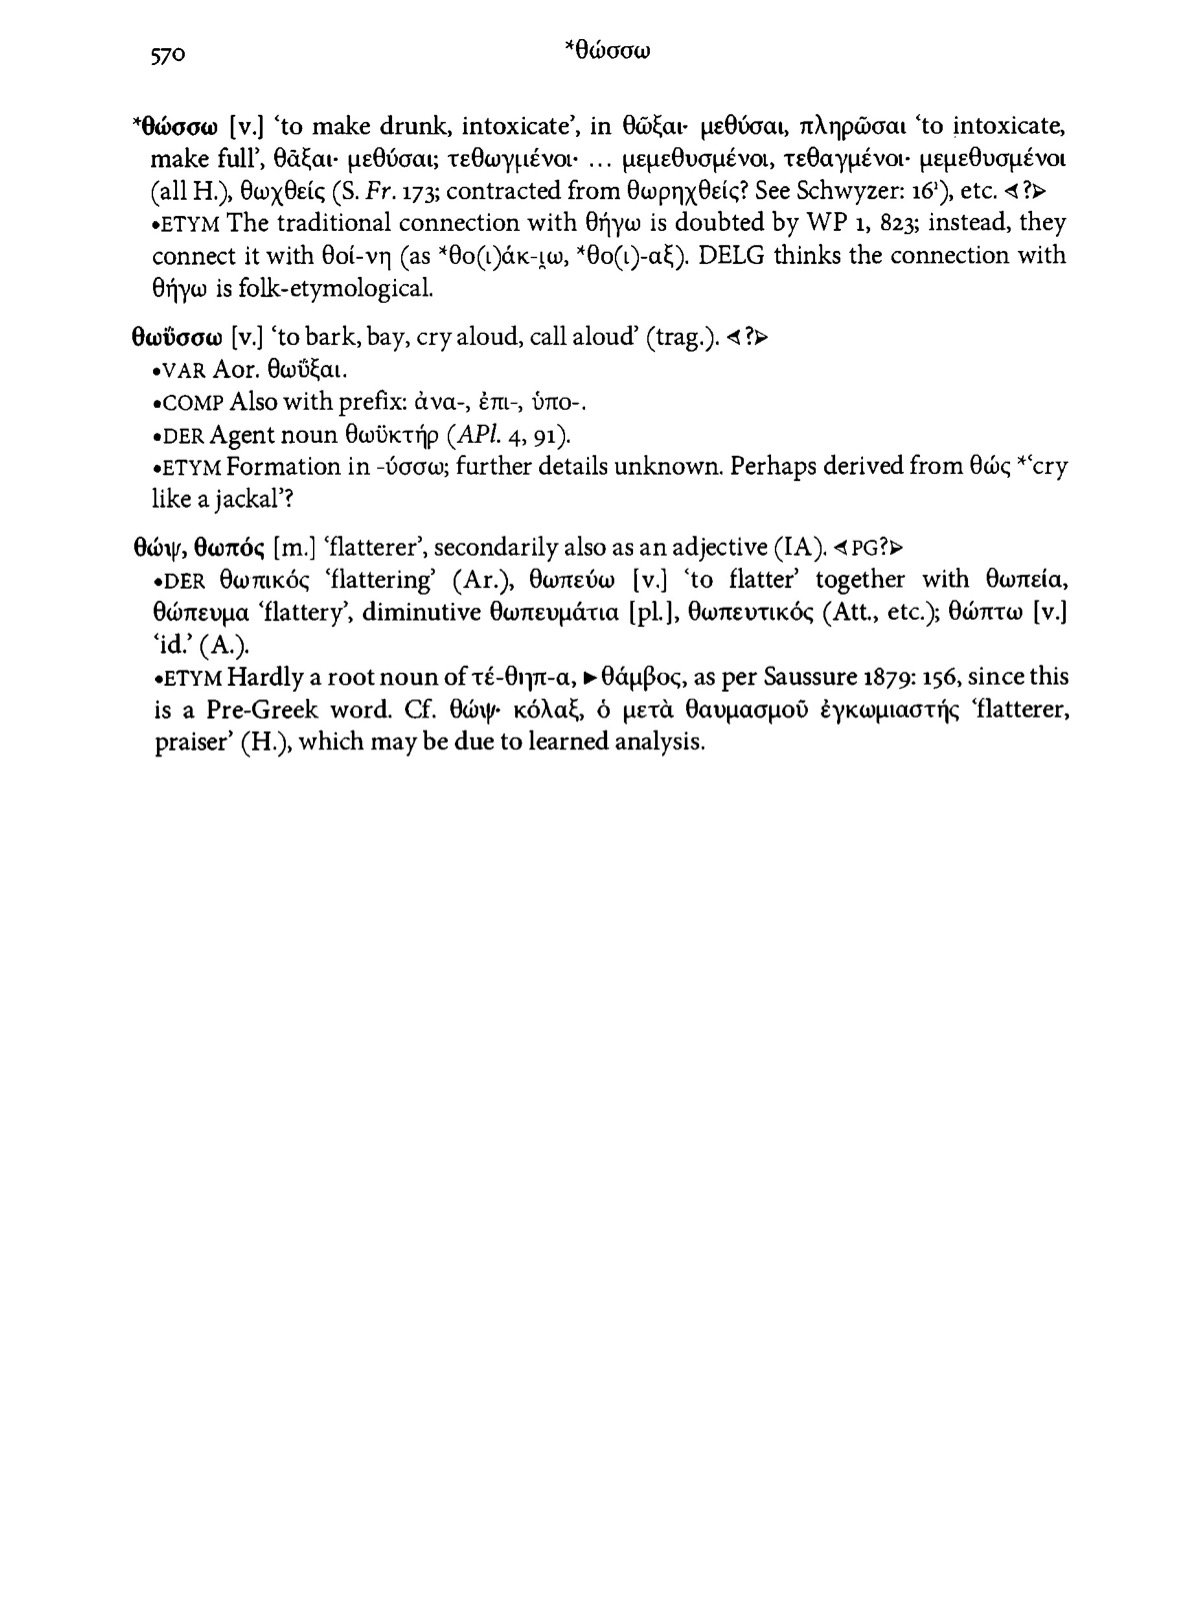 570
*θώσσω
*θώσσω [v.] ‘to make drunk, intoxicate’, in θῶξαι· μεθύσαι, πληρῶσαι ‘to intoxicate,
make full’, θᾶξαι· μεθύσαι; τεθωγμένοι· ... μεμεθυσμένοι, τεθαγμένοι· μεμεθυσμένοι
(all H.), θωχθείς (S. Fr. 173; contracted from θωρηχθείς? See Schwyzer: 16¹), etc. ⊲?⊳
•ETYM The traditional connection with θήγω is doubted by WP 1, 823; instead, they
connect it with θοί-νη (as *θο(ι)άκ-ι̯ω, *θο(ι)-αξ). DELG thinks the connection with
θήγω is folk-etymological.
θωΰσσω [v.] ‘to bark, bay, cry aloud, call aloud’ (trag.). ⊲?⊳
•VAR Aor. θωΰξαι.
•COMP Also with prefix: ἀνα-, ἐπι-, ὑπο-.
•DER Agent noun θωϋκτήρ (APl. 4, 91).
•ETYM Formation in -ύσσω; further details unknown. Perhaps derived from θώς *‘cry
like a jackal’?
θώψ, θωπός [m.] ‘flatterer’, secondarily also as an adjective (IA). ⊲PG?⊳
•DER θωπικός ‘flattering’ (Ar.), θωπεύω [v.] ‘to flatter’ together with θωπεία,
θώπευμα ‘flattery’, diminutive θωπευμάτια [pl.], θωπευτικός (Att., etc.); θώπτω [v.]
‘id.’ (A.).
•ETYM Hardly a root noun of τέ-θηπ-α, ►θάμβος, as per Saussure 1879: 156, since this
is a Pre-Greek word. Cf. θώψ· κόλαξ, ὁ μετὰ θαυμασμοῦ ἐγκωμιαστής ‘flatterer,
praiser’ (H.), which may be due to learned analysis.